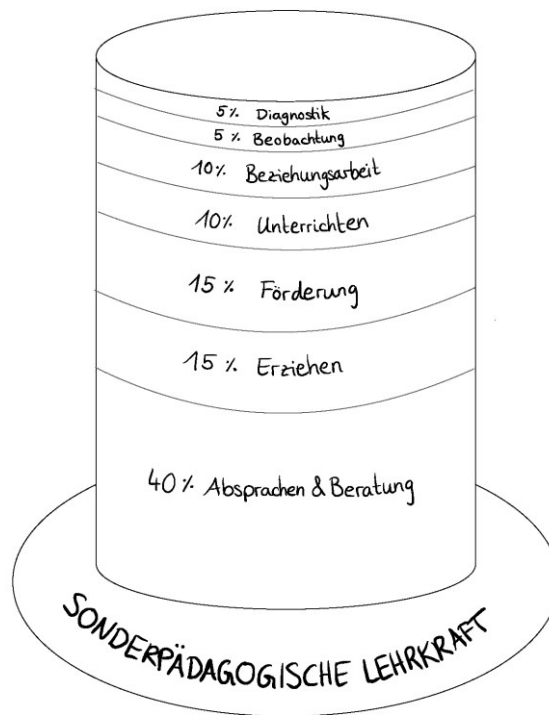 5% Diagnostik
5% Beobachtung
10% Beziehungsarbeit
10% Unterrichten
15% Förderung
15% Erziehen
40% Absprachen & Beratung
SONDERPÄDAGOGISCHE LEHRKRAFT